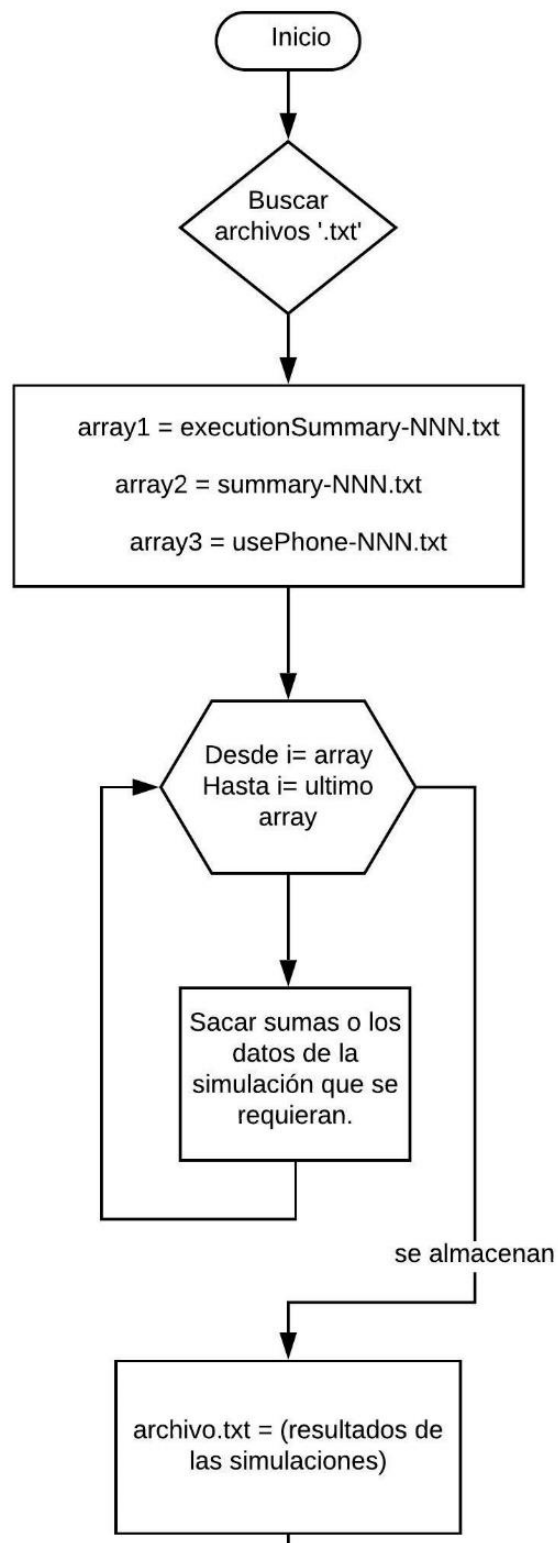 Inicio
Buscar
archivos '.txt'
array1 = executionSummary-NNN.txt
array2 = summary-NNN.txt
array3 = usePhone-NNN.txt
Desde i= array
Hasta i= ultimo
array
Sacar sumas o los
datos de la
simulación que se
requieran.
se almacenan
archivo.txt = (resultados de
las simulaciones)